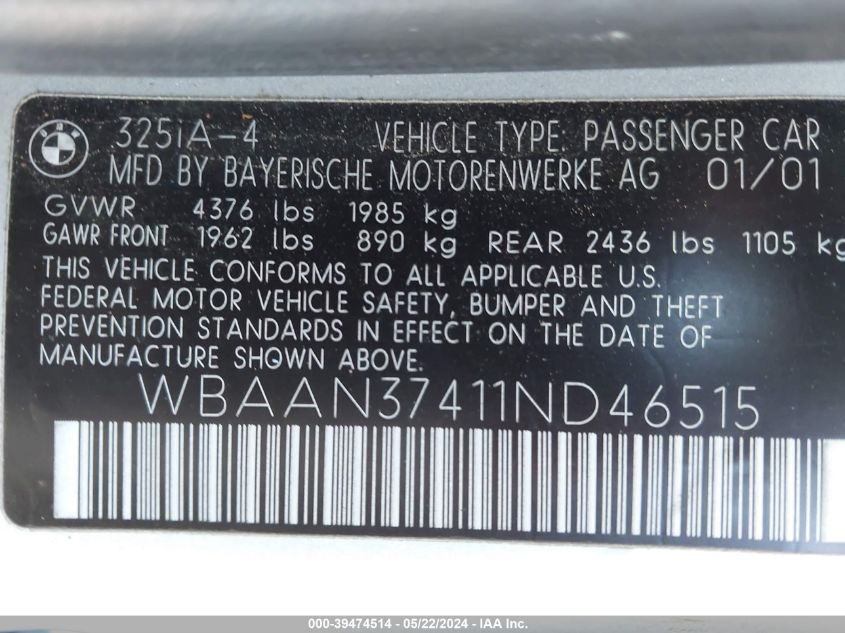 BMW
325iA-4 VEHICLE TYPE: PASSENGER CAR
MFD BY BAYERISCHE MOTORENWERKE AG 01/01
GVWR 4376 lbs 1985 kg
GAWR FRONT 1962 lbs 890 kg REAR 2436 lbs 1105 kg
THIS VEHICLE CONFORMS TO ALL APPLICABLE U.S.
FEDERAL MOTOR VEHICLE SAFETY, BUMPER AND THEFT
PREVENTION STANDARDS IN EFFECT ON THE DATE OF
MANUFACTURE SHOWN ABOVE.
WBAAN37411ND46515
000-39474514 - 05/22/2024 - IAA Inc.